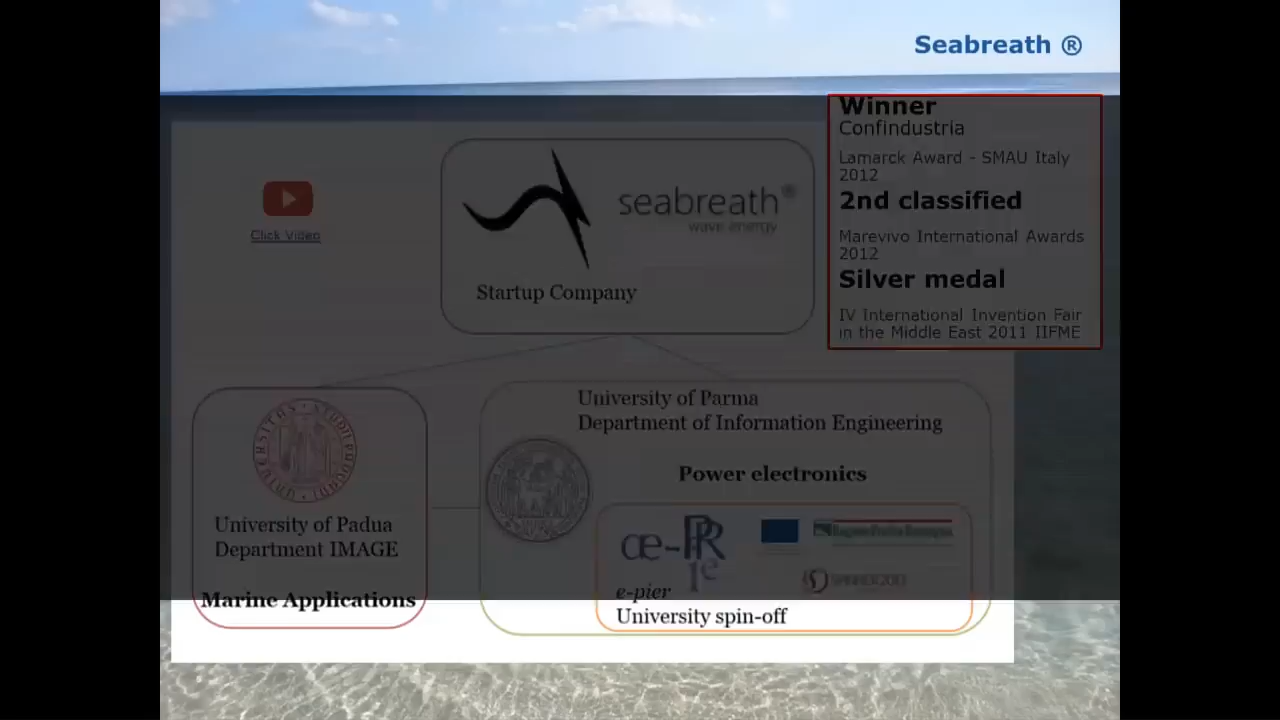 Seabreath ®
Winner
Confindustria
Lamarck Award - SMAU Italy
2012
2nd classified
Marevivo International Awards
2012
Silver medal
IV International Invention Fair
in the Middle East 2011 IIFME
Click Video
seabreath®
wave energy
Startup Company
University of Padua
Department IMAGE
Marine Applications
University of Parma
Department of Information Engineering
Power electronics
e-pier
University spin-off